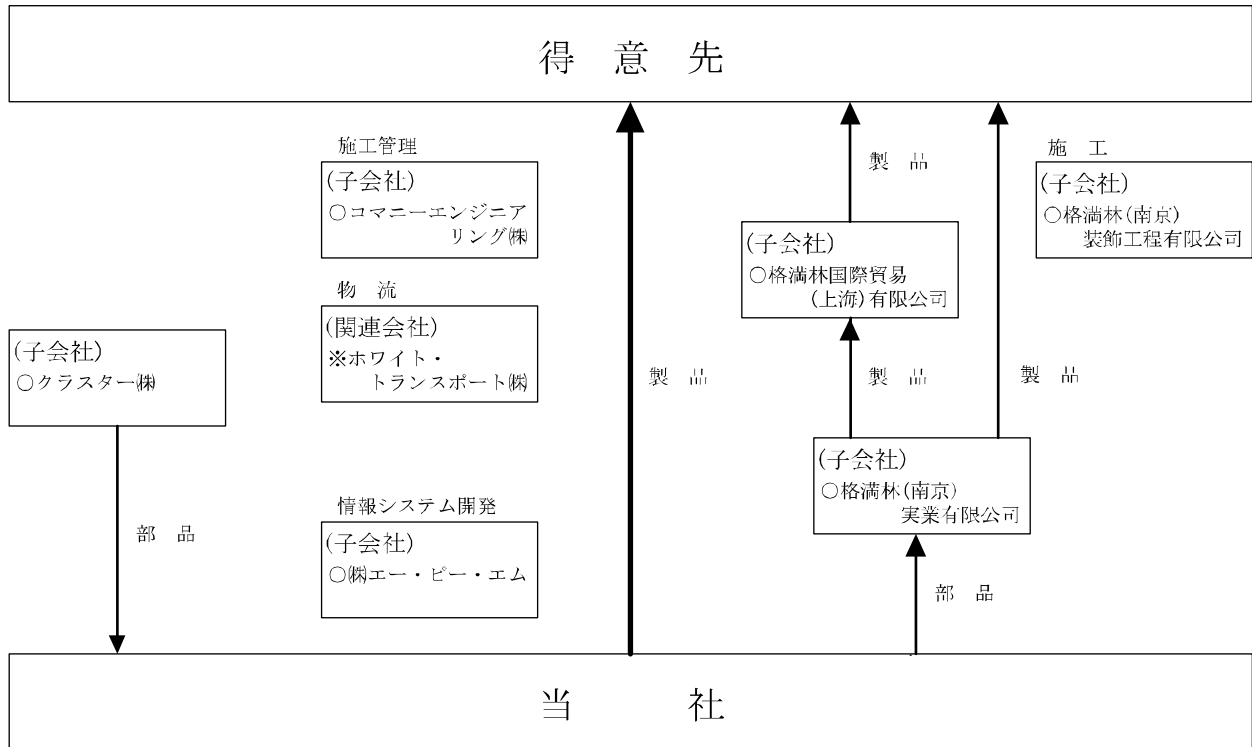 得　意　先
施工管理
(子会社)
○コマニーエンジニア
リング㈱
物　流
(関連会社)
※ホワイト・
トランスポート㈱
(子会社)
○クラスター㈱
部　品
情報システム開発
(子会社)
○㈱エー・ピー・エム
製　品
製　品
(子会社)
○格満林国際貿易
(上海)有限公司
製　品
製　品
施　工
(子会社)
○格満林(南京)
装飾工程有限公司
(子会社)
○格満林(南京)
実業有限公司
部　品
当　　社